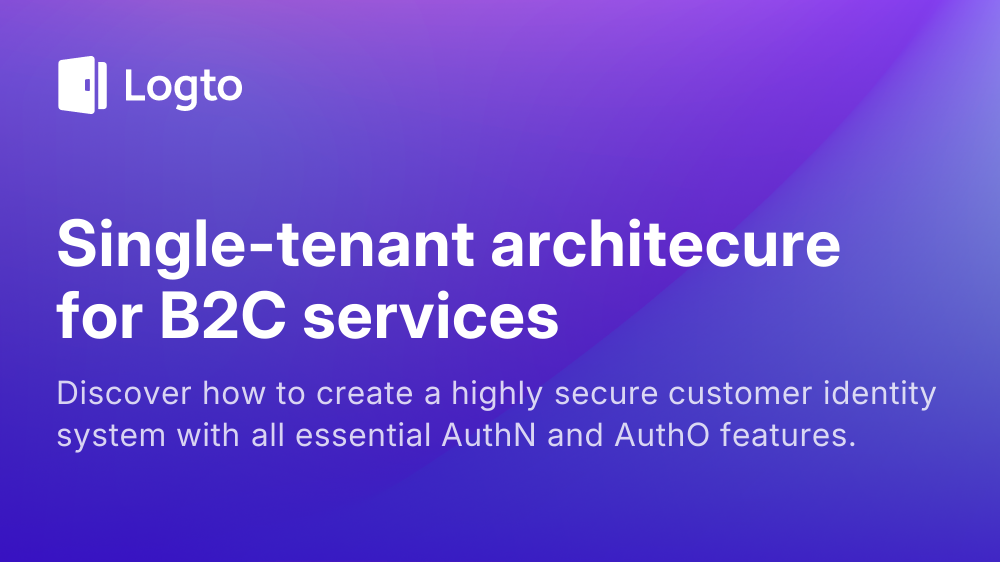 Logto
Single-tenant architecure
for B2C services
Discover how to create a highly secure customer identity
system with all essential AuthN and AuthO features.